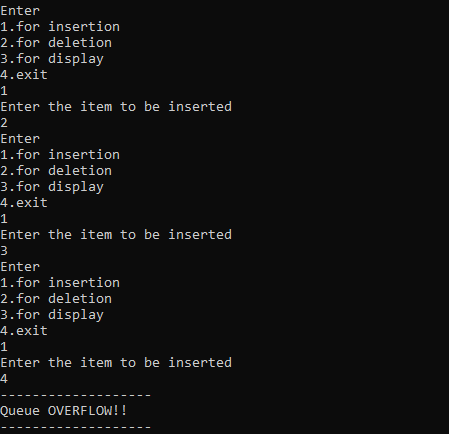 Enter
1.for insertion
2.for deletion
3.for display
4.exit
1
Enter the item to be inserted
2
Enter
1.for insertion
2.for deletion
3.for display
4.exit
1
Enter the item to be inserted
3
Enter
1.for insertion
2.for deletion
3.for display
4.exit
1
Enter the item to be inserted
4
-------------------
Queue OVERFLOW!!
-------------------